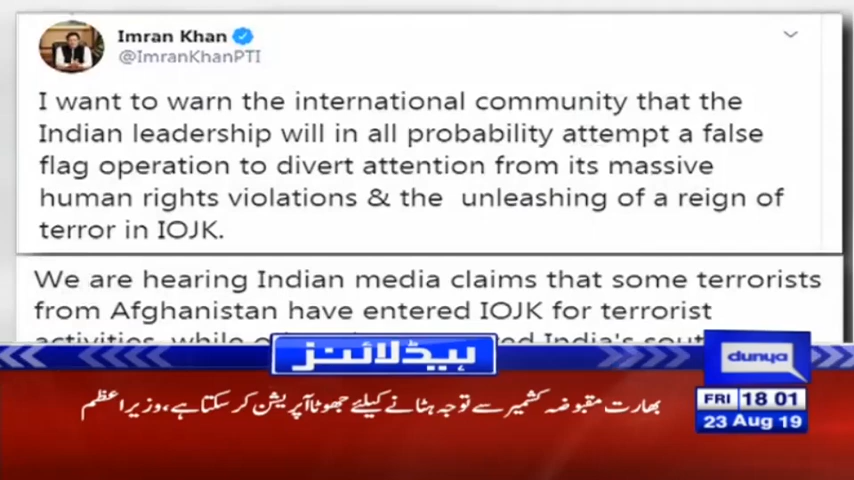 Imran Khan
@ImranKhanPTI
I want to warn the international community that the
Indian leadership will in all probability attempt a false
flag operation to divert attention from its massive
human rights violations & the unleashing of a reign of
terror in IOJK.
We are hearing Indian media claims that some terrorists
from Afghanistan have entered IOJK for terrorist
activities, while India's
ہیڈلائنز
dunya
بھارت مقبوضہ کشمیر سے توجہ ہٹانے کیلئے جھوٹا آپریشن کر سکتا ہے، وزیراعظم
FRI 18 01
23 Aug 19